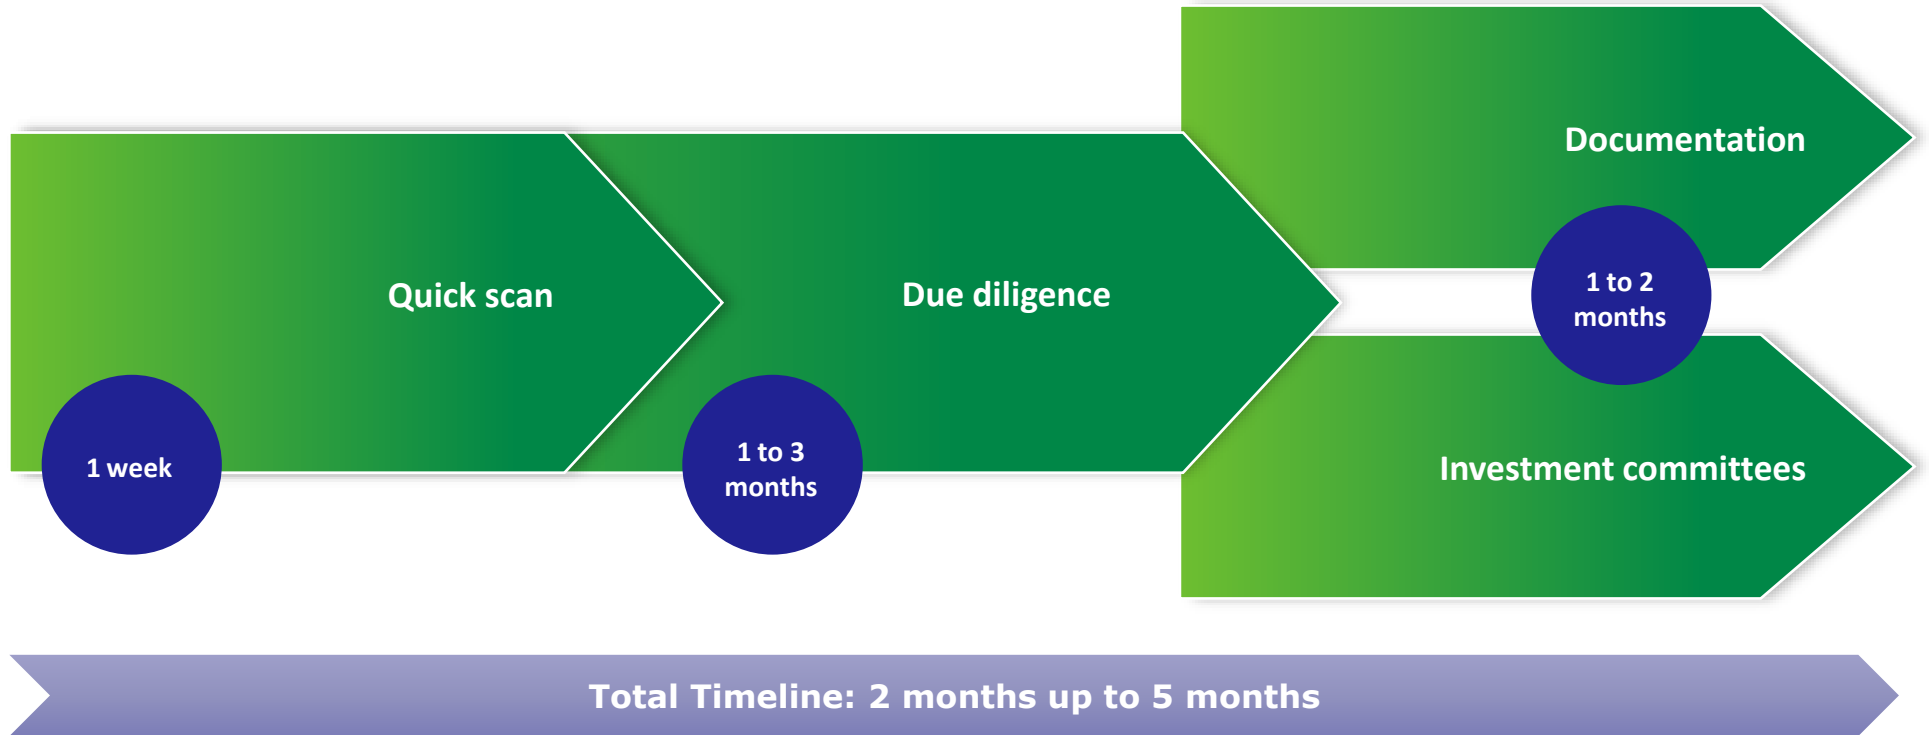 Documentation
Quick scan
Due diligence
1 to 2
months
1 week
1 to 3
months
Investment committees
Total Timeline: 2 months up to 5 months